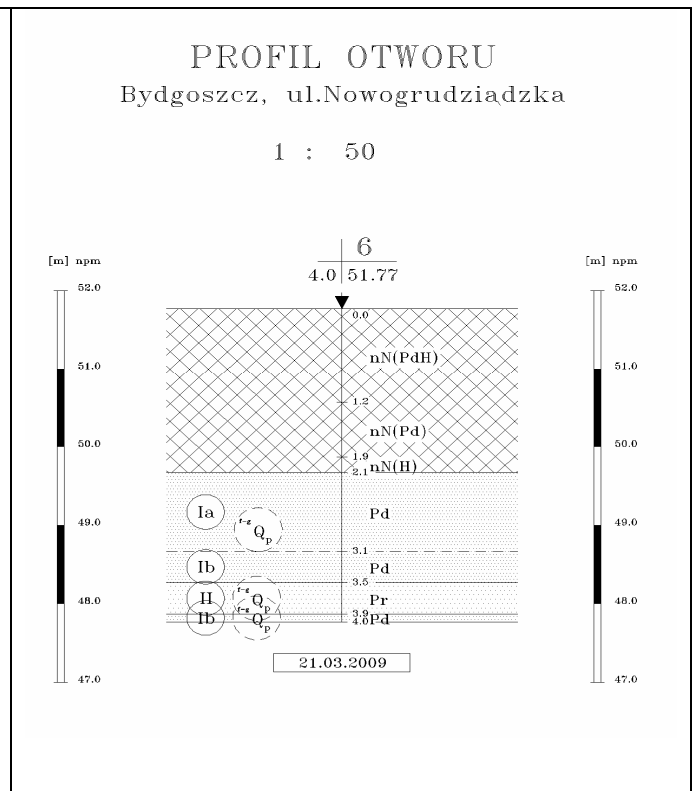 PROFIL OTWORU
Bydgoszcz, ul.Nowogrudziądzka
1 : 50
6
[m] npm
[m] npm
4.0 51.77
52.0
52.0
0.0
nN(PdH)
51.0
51.0
1.2
nN(Pd)
50.0
50.0
1.9
nN(H)
2.1
Ia
Pd
f-g Qp
49.0
49.0
3.1
Ib
Pd
3.5
II
f-g Qp
Pr
48.0
48.0
3.9
Ib
f-g Qp
4.0 Pd
21.03.2009
47.0
47.0